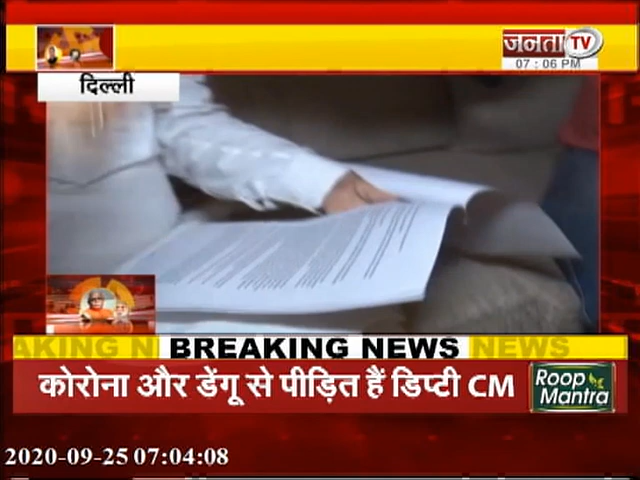 जनता TV
07:06 PM
दिल्ली
AKING N BREAKING NEWS NEWS
कोरोना और डेंगू से पीड़ित हैं डिप्टी CM
Roop
Mantra
2020-09-25 07:04:08